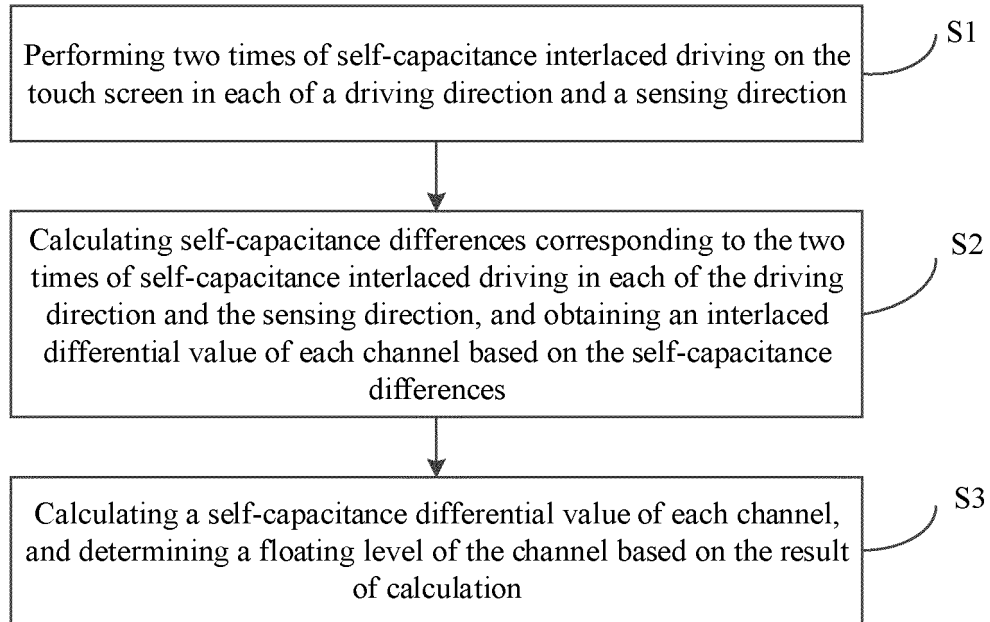 Performing two times of self-capacitance interlaced driving on the
touch screen in each of a driving direction and a sensing direction
S1
Calculating self-capacitance differences corresponding to the two
times of self-capacitance interlaced driving in each of the driving
direction and the sensing direction, and obtaining an interlaced
differential value of each channel based on the self-capacitance
differences
S2
Calculating a self-capacitance differential value of each channel,
and determining a floating level of the channel based on the result
of calculation
S3